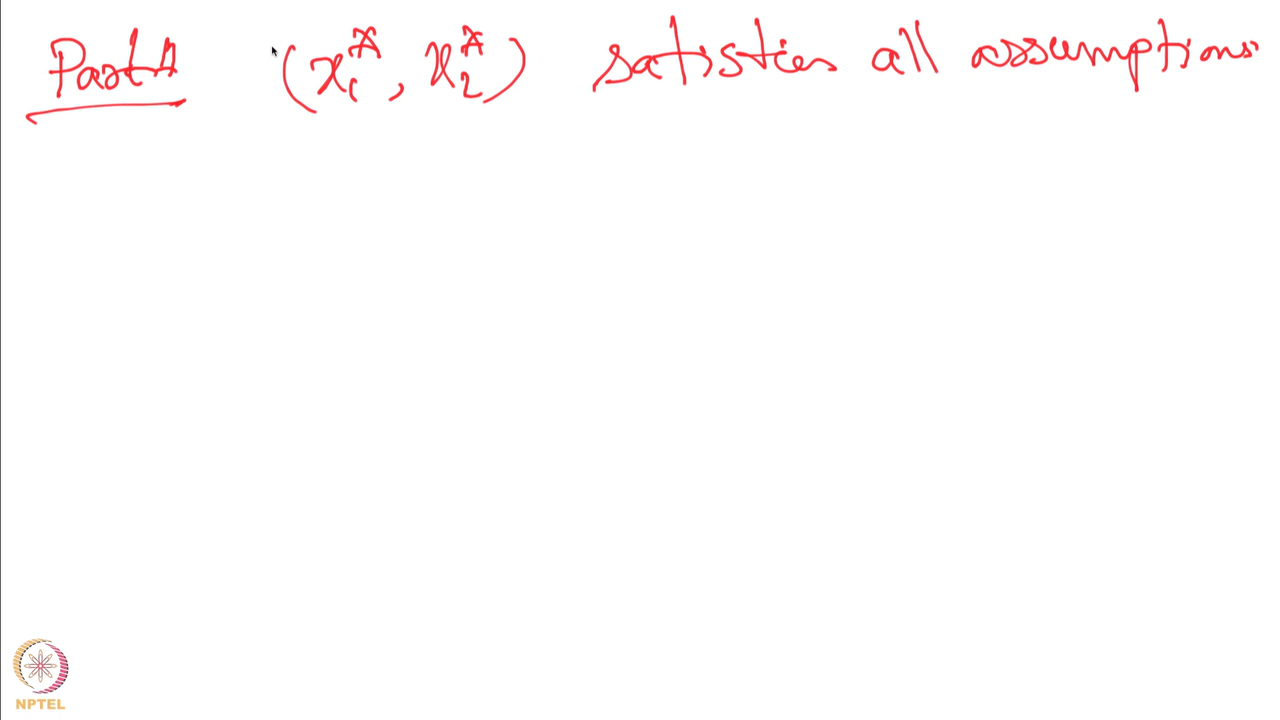 Part A (x₁*, x₂*) satisfies all assumptions
NPTEL